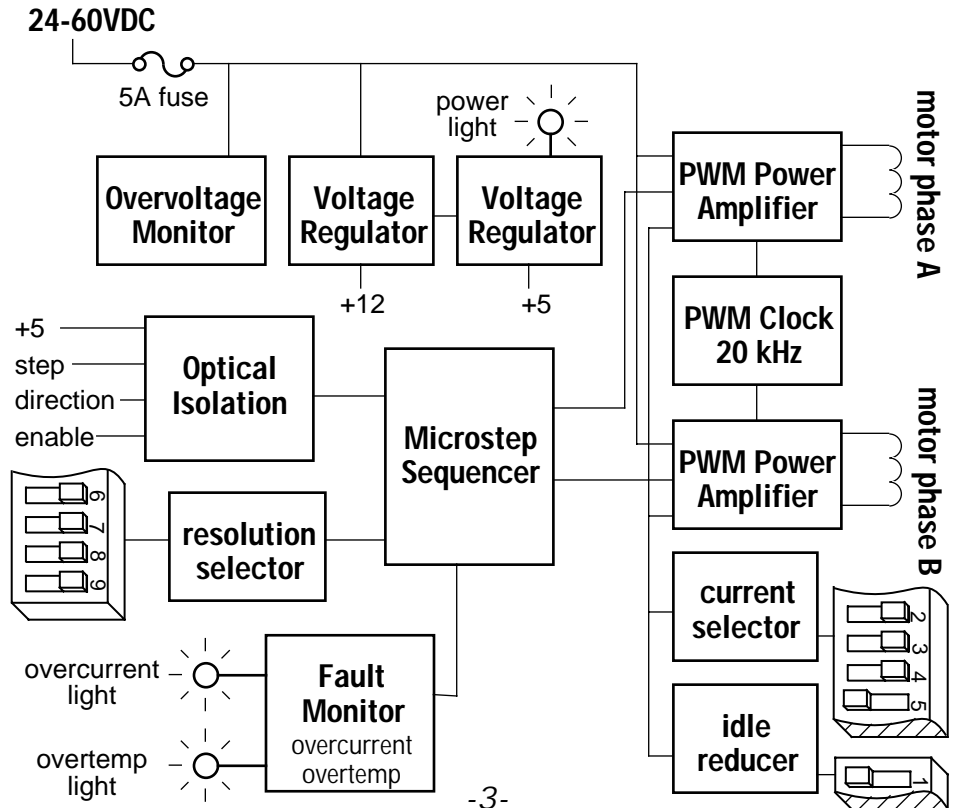 24-60VDC
5A fuse
power
light
Overvoltage
Monitor
Voltage
Regulator
Voltage
Regulator
+12
+5
PWM Power
Amplifier
motor phase A
PWM Clock
20 kHz
+5
step
direction
enable
Optical
Isolation
Microstep
Sequencer
PWM Power
Amplifier
motor phase B
6
7
8
9
resolution
selector
current
selector
2
3
4
5
overcurrent
light
overtemp
light
Fault
Monitor
overcurrent
overtemp
idle
reducer
1
-3-